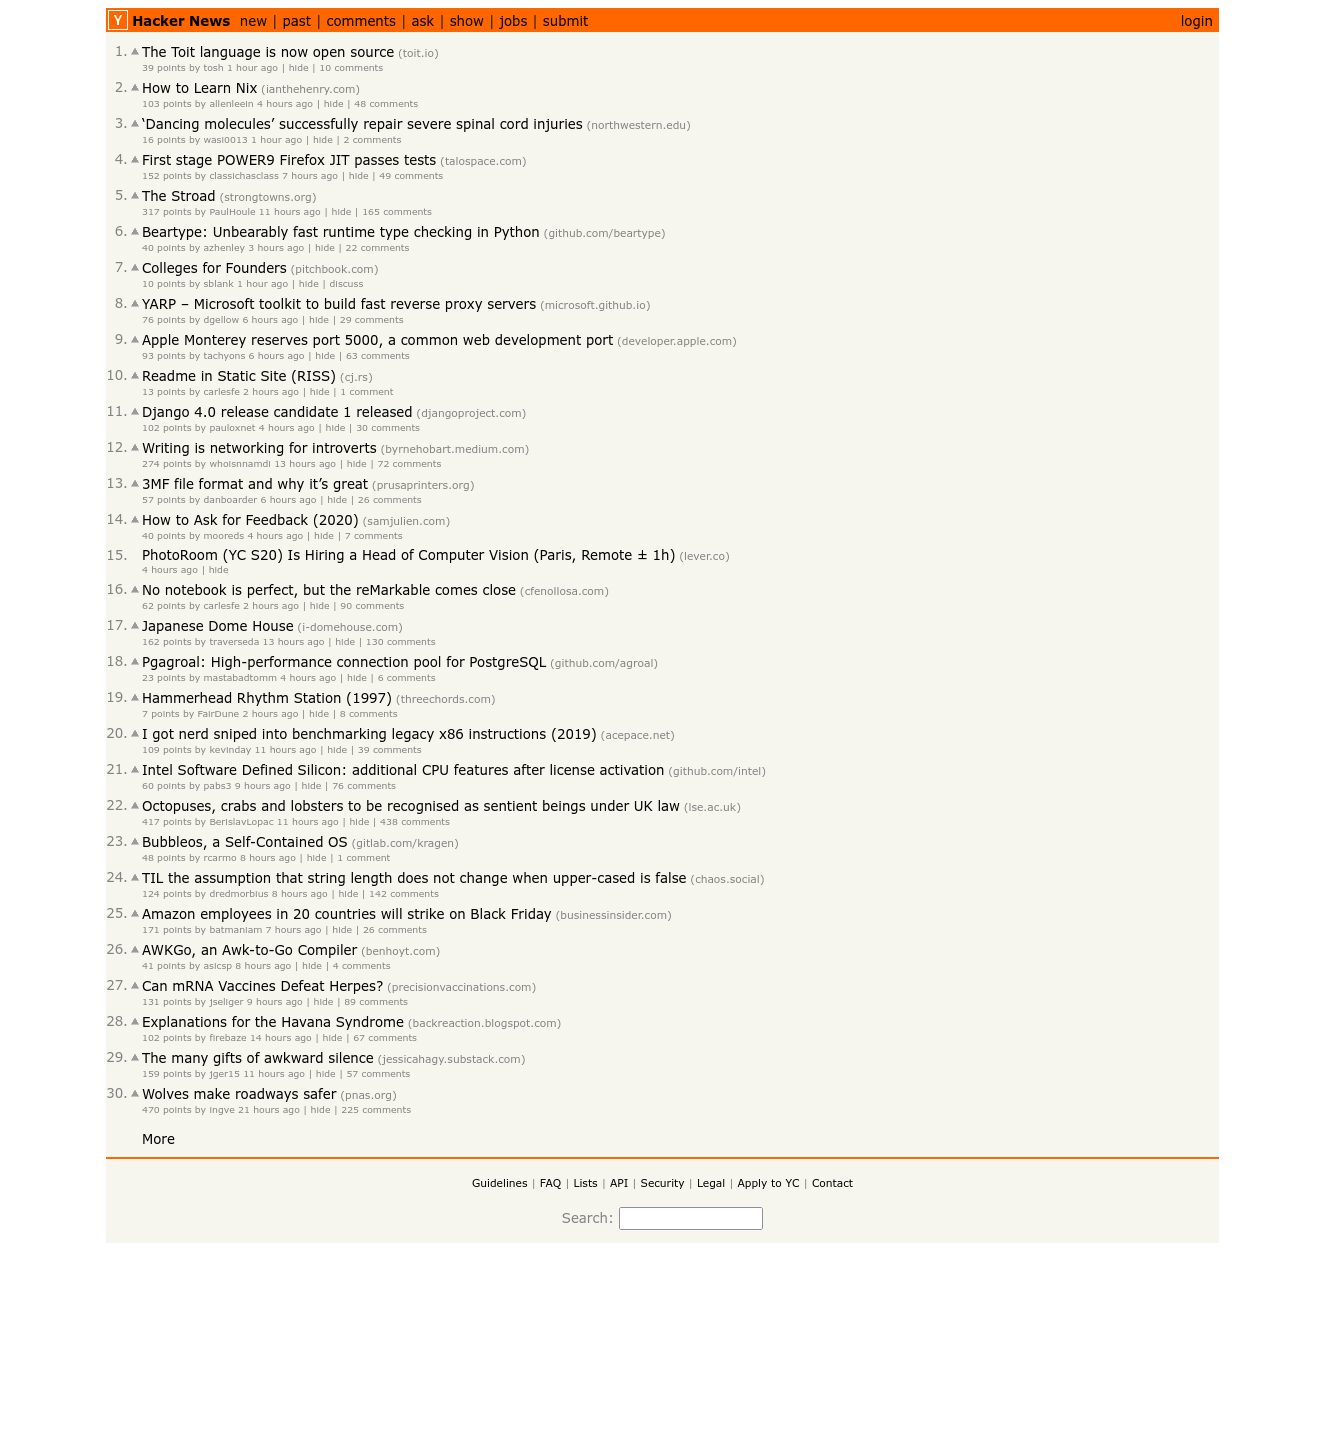 Y Hacker News new | past | comments | ask | show | jobs | submit login
1. The Toit language is now open source (toit.io)
39 points by tosh 1 hour ago | hide | 10 comments
2. How to Learn Nix (ianthehenry.com)
103 points by allenleein 4 hours ago | hide | 48 comments
3. ‘Dancing molecules’ successfully repair severe spinal cord injuries (northwestern.edu)
16 points by wasi0013 1 hour ago | hide | 2 comments
4. First stage POWER9 Firefox JIT passes tests (talospace.com)
152 points by classichasclass 7 hours ago | hide | 49 comments
5. The Stroad (strongtowns.org)
317 points by PaulHoule 11 hours ago | hide | 165 comments
6. Beartype: Unbearably fast runtime type checking in Python (github.com/beartype)
40 points by azhenley 3 hours ago | hide | 22 comments
7. Colleges for Founders (pitchbook.com)
10 points by sblank 1 hour ago | hide | discuss
8. YARP – Microsoft toolkit to build fast reverse proxy servers (microsoft.github.io)
76 points by dgellow 6 hours ago | hide | 29 comments
9. Apple Monterey reserves port 5000, a common web development port (developer.apple.com)
93 points by tachyons 6 hours ago | hide | 63 comments
10. Readme in Static Site (RISS) (cj.rs)
13 points by carlesfe 2 hours ago | hide | 1 comment
11. Django 4.0 release candidate 1 released (djangoproject.com)
102 points by pauloxnet 4 hours ago | hide | 30 comments
12. Writing is networking for introverts (byrnehobart.medium.com)
274 points by whoisnnamdi 13 hours ago | hide | 72 comments
13. 3MF file format and why it’s great (prusaprinters.org)
57 points by danboarder 6 hours ago | hide | 26 comments
14. How to Ask for Feedback (2020) (samjulien.com)
40 points by mooreds 4 hours ago | hide | 7 comments
15. PhotoRoom (YC S20) Is Hiring a Head of Computer Vision (Paris, Remote ± 1h) (lever.co)
4 hours ago | hide
16. No notebook is perfect, but the reMarkable comes close (cfenollosa.com)
62 points by carlesfe 2 hours ago | hide | 90 comments
17. Japanese Dome House (i-domehouse.com)
162 points by traverseda 13 hours ago | hide | 130 comments
18. Pgagroal: High-performance connection pool for PostgreSQL (github.com/agroal)
23 points by mastabadtomm 4 hours ago | hide | 6 comments
19. Hammerhead Rhythm Station (1997) (threechords.com)
7 points by FairDune 2 hours ago | hide | 8 comments
20. I got nerd sniped into benchmarking legacy x86 instructions (2019) (acepace.net)
109 points by kevinday 11 hours ago | hide | 39 comments
21. Intel Software Defined Silicon: additional CPU features after license activation (github.com/intel)
60 points by pabs3 9 hours ago | hide | 76 comments
22. Octopuses, crabs and lobsters to be recognised as sentient beings under UK law (lse.ac.uk)
417 points by BerislavLopac 11 hours ago | hide | 438 comments
23. Bubbleos, a Self-Contained OS (gitlab.com/kragen)
48 points by rcarmo 8 hours ago | hide | 1 comment
24. TIL the assumption that string length does not change when upper-cased is false (chaos.social)
124 points by dredmorbius 8 hours ago | hide | 142 comments
25. Amazon employees in 20 countries will strike on Black Friday (businessinsider.com)
171 points by batmaniam 7 hours ago | hide | 26 comments
26. AWKGo, an Awk-to-Go Compiler (benhoyt.com)
41 points by asicsp 8 hours ago | hide | 4 comments
27. Can mRNA Vaccines Defeat Herpes? (precisionvaccinations.com)
131 points by jseliger 9 hours ago | hide | 89 comments
28. Explanations for the Havana Syndrome (backreaction.blogspot.com)
102 points by firebaze 14 hours ago | hide | 67 comments
29. The many gifts of awkward silence (jessicahagy.substack.com)
159 points by jger15 11 hours ago | hide | 57 comments
30. Wolves make roadways safer (pnas.org)
470 points by ingve 21 hours ago | hide | 225 comments
More
Guidelines | FAQ | Lists | API | Security | Legal | Apply to YC | Contact
Search: